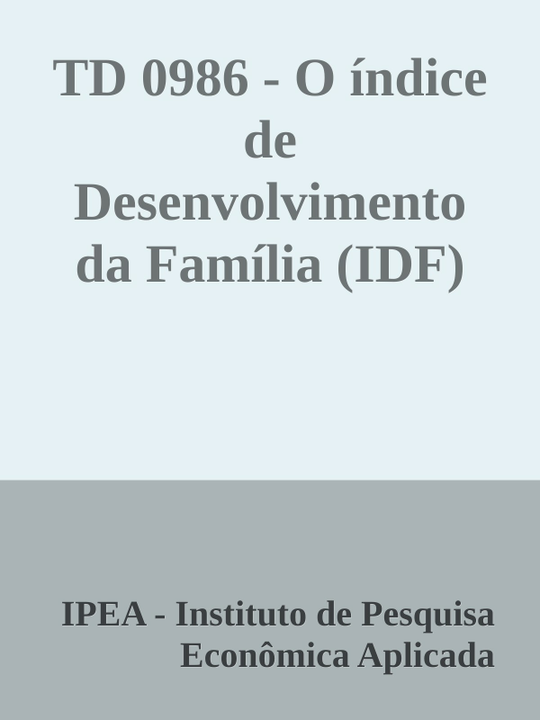 TD 0986 - O índice
de
Desenvolvimento
da Família (IDF)
IPEA - Instituto de Pesquisa
Econômica Aplicada